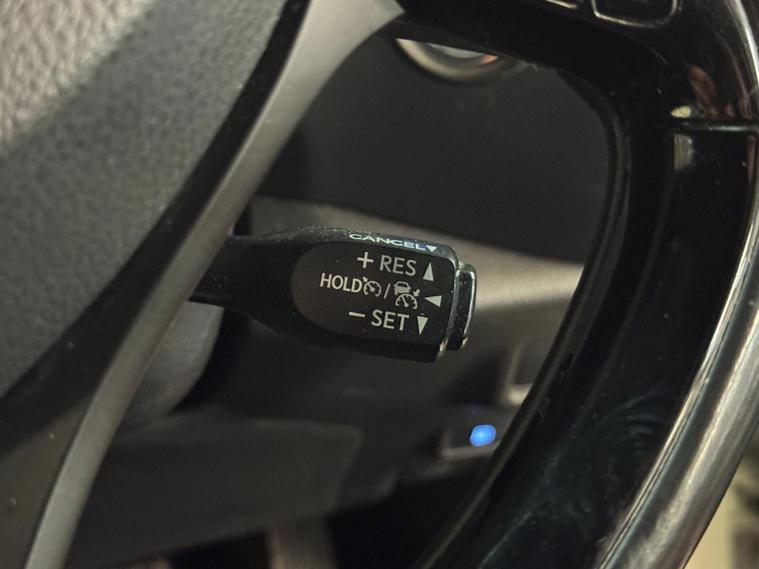 CANCEL▼
+ RES ▲
HOLD / ◀
− SET ▼